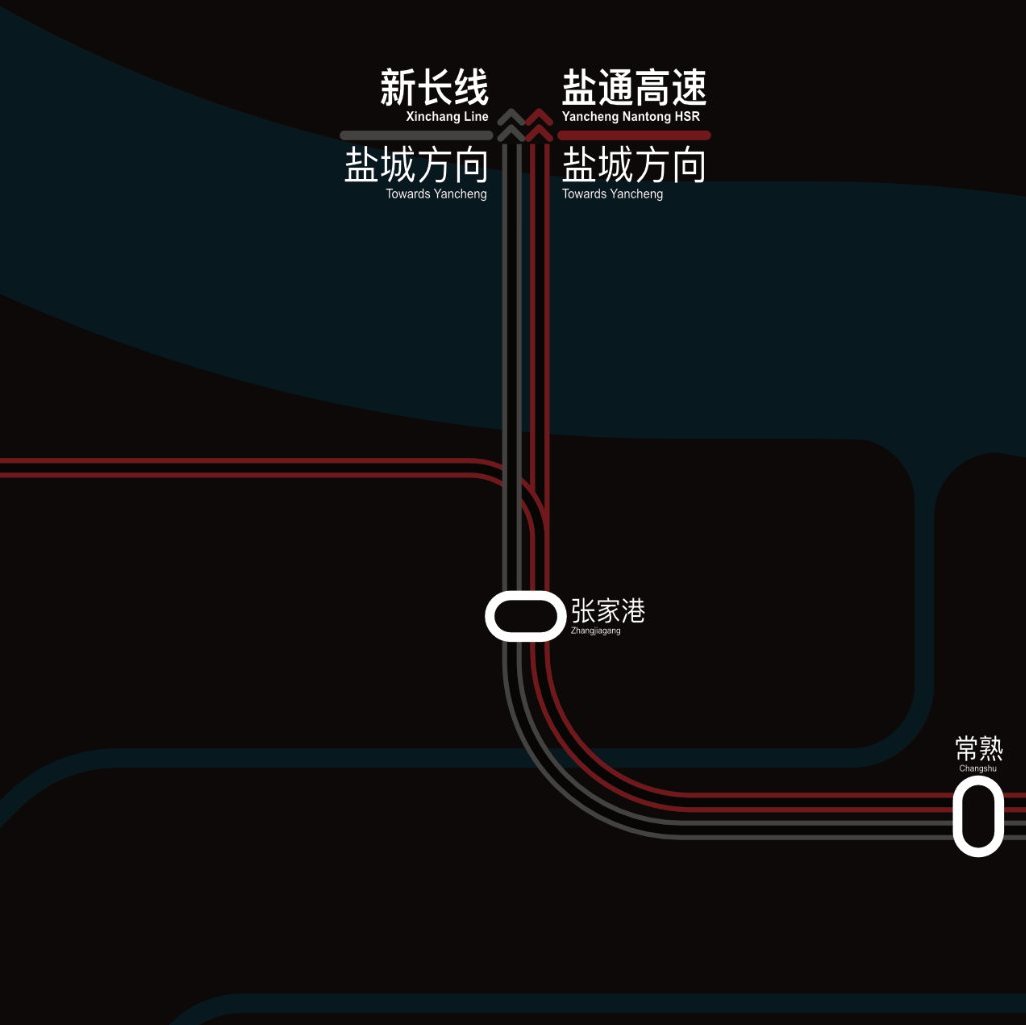 新长线
Xinchang Line
盐城方向
Towards Yancheng
盐通高速
Yancheng Nantong HSR
盐城方向
Towards Yancheng
张家港
Zhangjiagang
常熟
Changshu